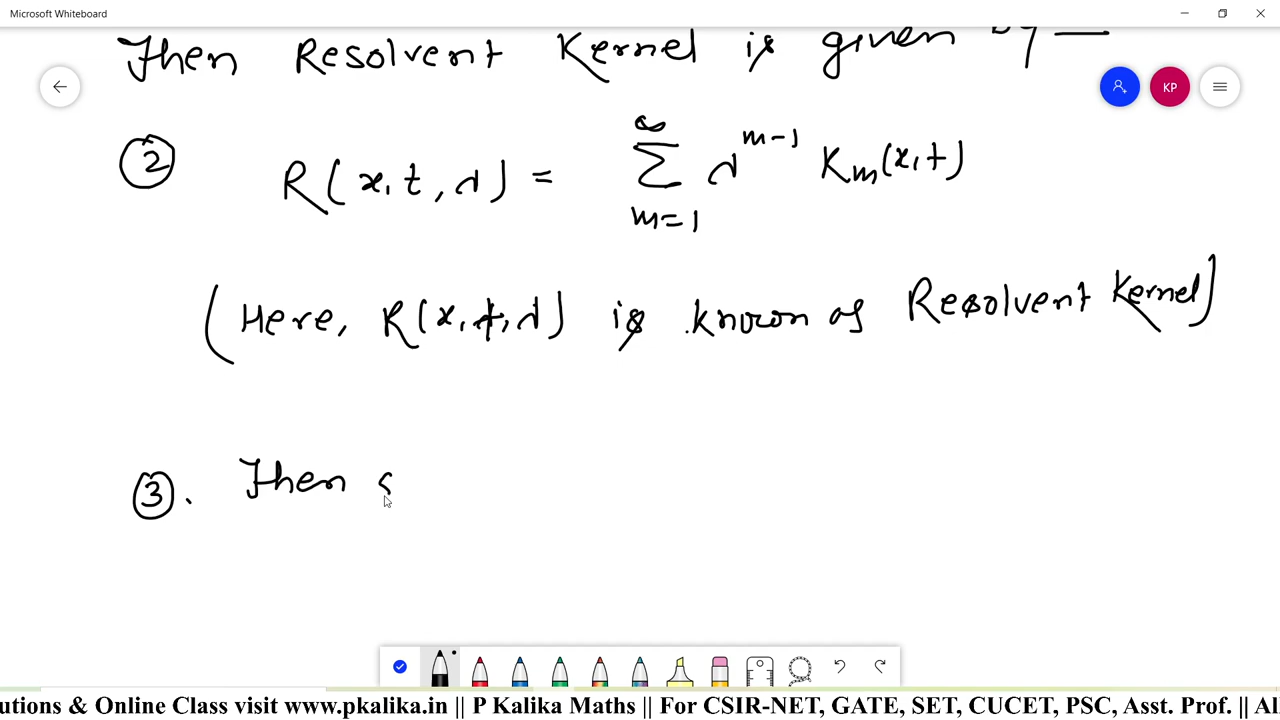 Microsoft Whiteboard
Then Resolvent Kernel is given by —
KP
② R(x,t,λ) = ∞ Σ m=1 λ^{m-1} K_m(x,t)
(Here, R(x,t,λ) is known as Resolvent Kernel)
③. Then
utions & Online Class visit www.pkalika.in || P Kalika Maths || For CSIR-NET, GATE, SET, CUCET, PSC, Asst. Prof. || Al